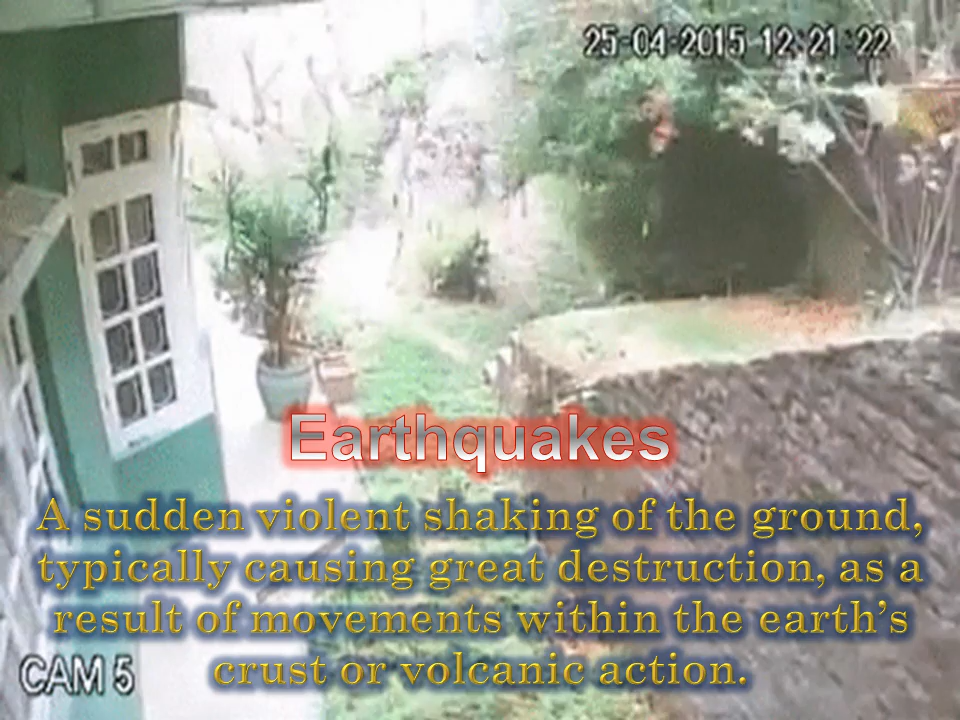 25-04-2015 12:21:22
Earthquakes
A sudden violent shaking of the ground,
typically causing great destruction, as a
result of movements within the earth’s
crust or volcanic action.
CAM 5